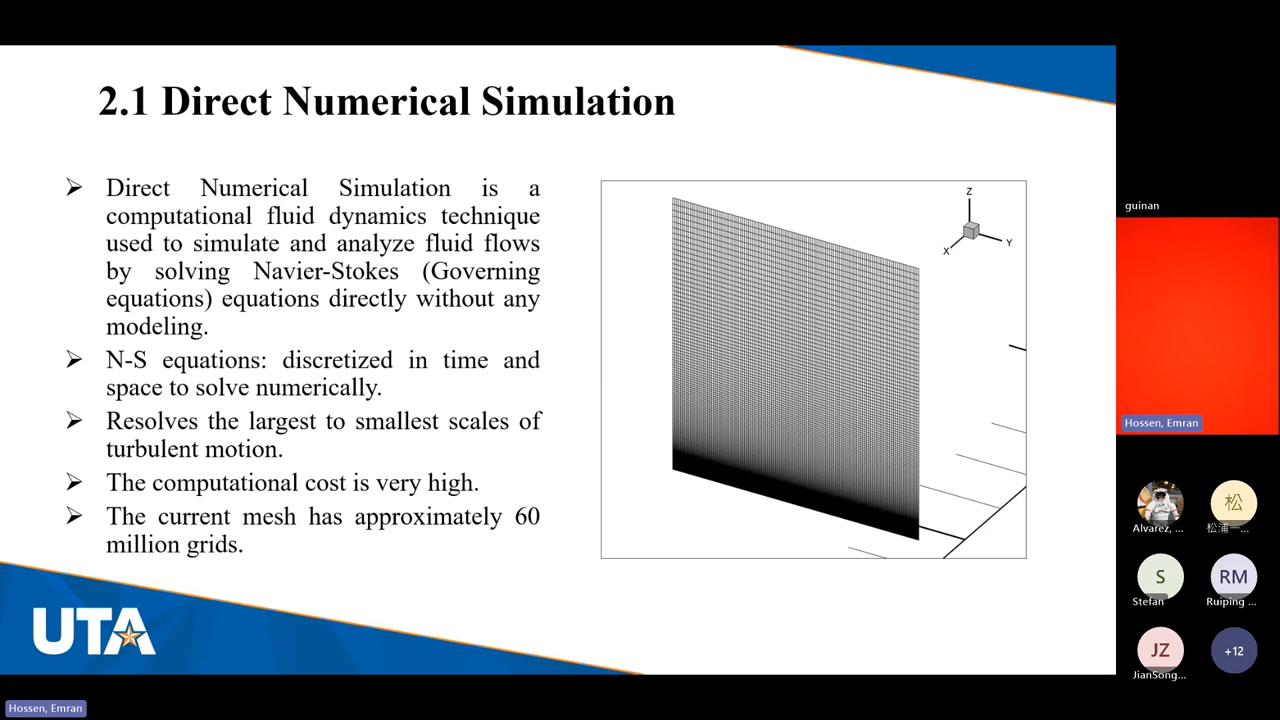 2.1 Direct Numerical Simulation
➢ Direct Numerical Simulation is a
computational fluid dynamics technique
used to simulate and analyze fluid flows
by solving Navier-Stokes (Governing
equations) equations directly without any
modeling.
➢ N-S equations: discretized in time and
space to solve numerically.
➢ Resolves the largest to smallest scales of
turbulent motion.
➢ The computational cost is very high.
➢ The current mesh has approximately 60
million grids.
Z
Y
X
UTA
guinan
Hossen, Emran
Alvarez, ...
松
松浦一...
S
Stefan
RM
Ruiping ...
JZ
JianSong...
+12
Hossen, Emran